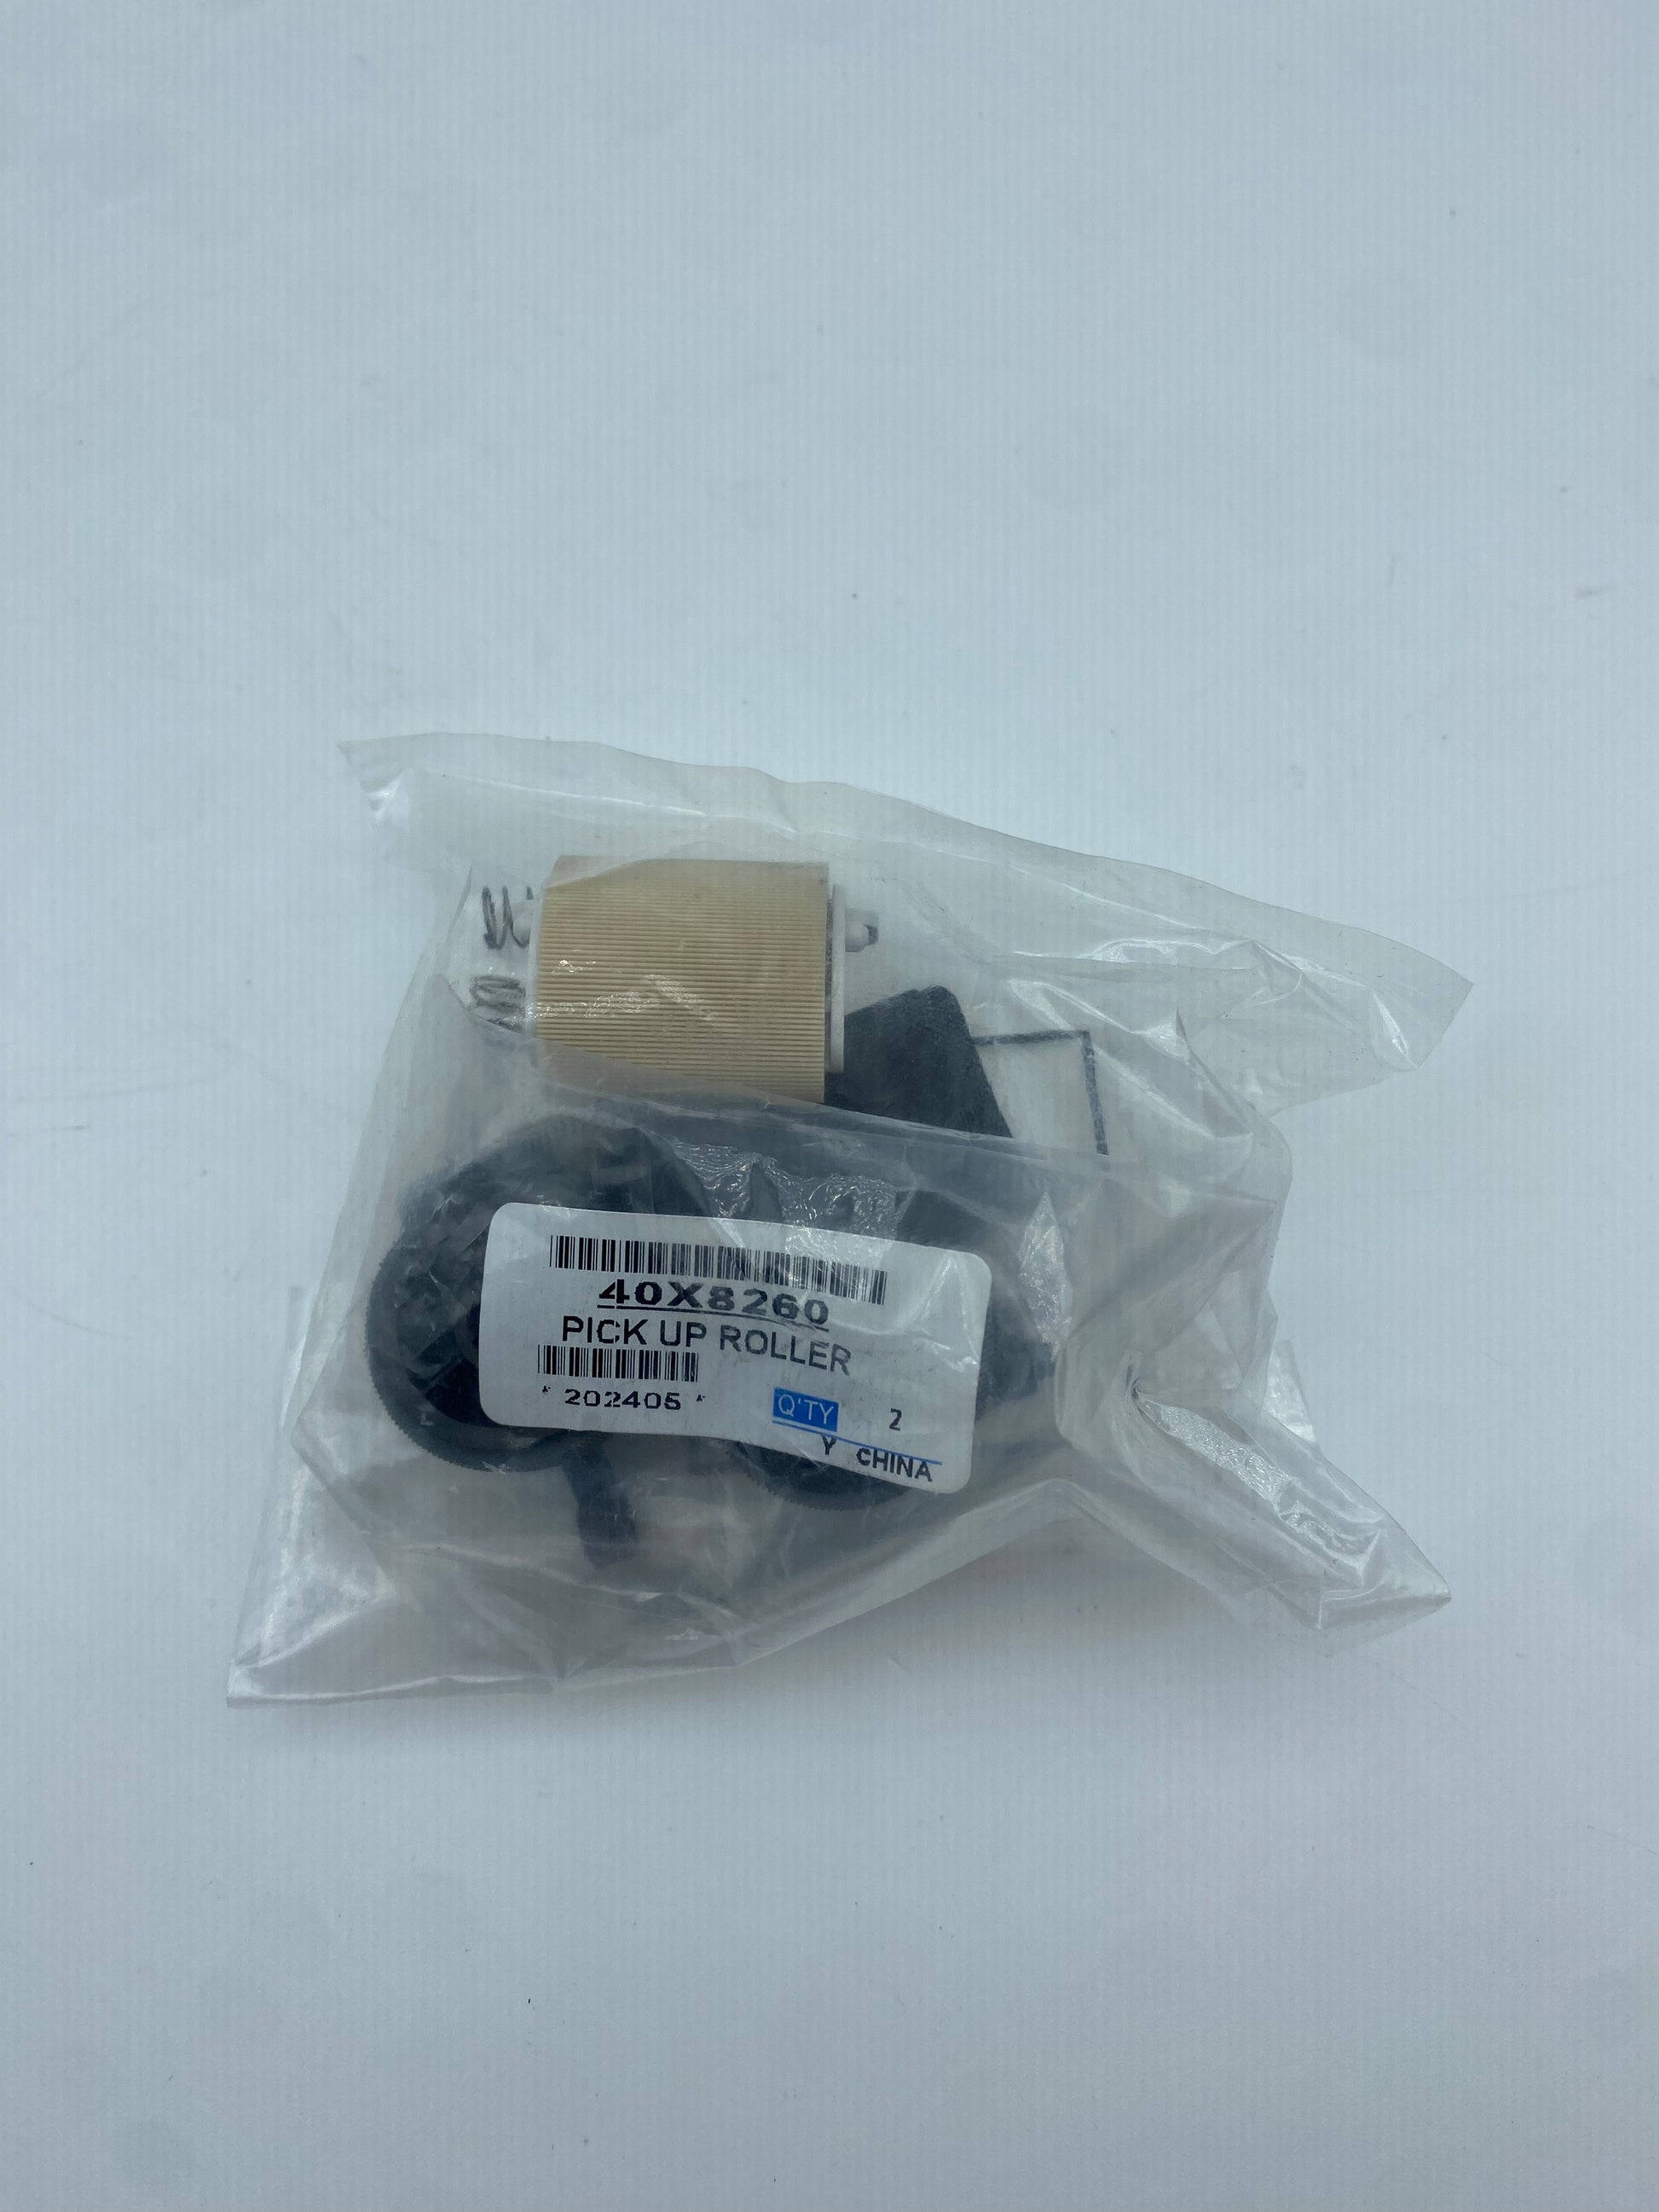 40X8260
PICK UP ROLLER
* 202405 *
Q'TY 2
Y CHINA